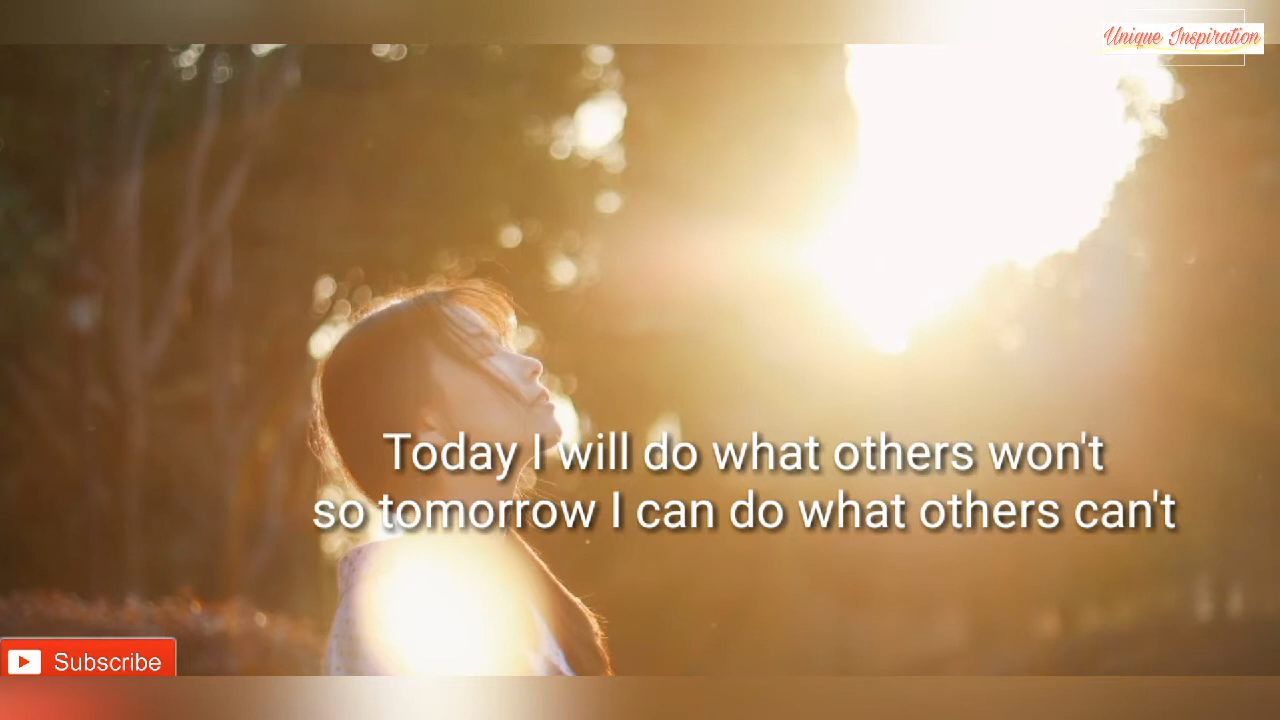 Unique Inspiration
Today I will do what others won't
so tomorrow I can do what others can't
Subscribe